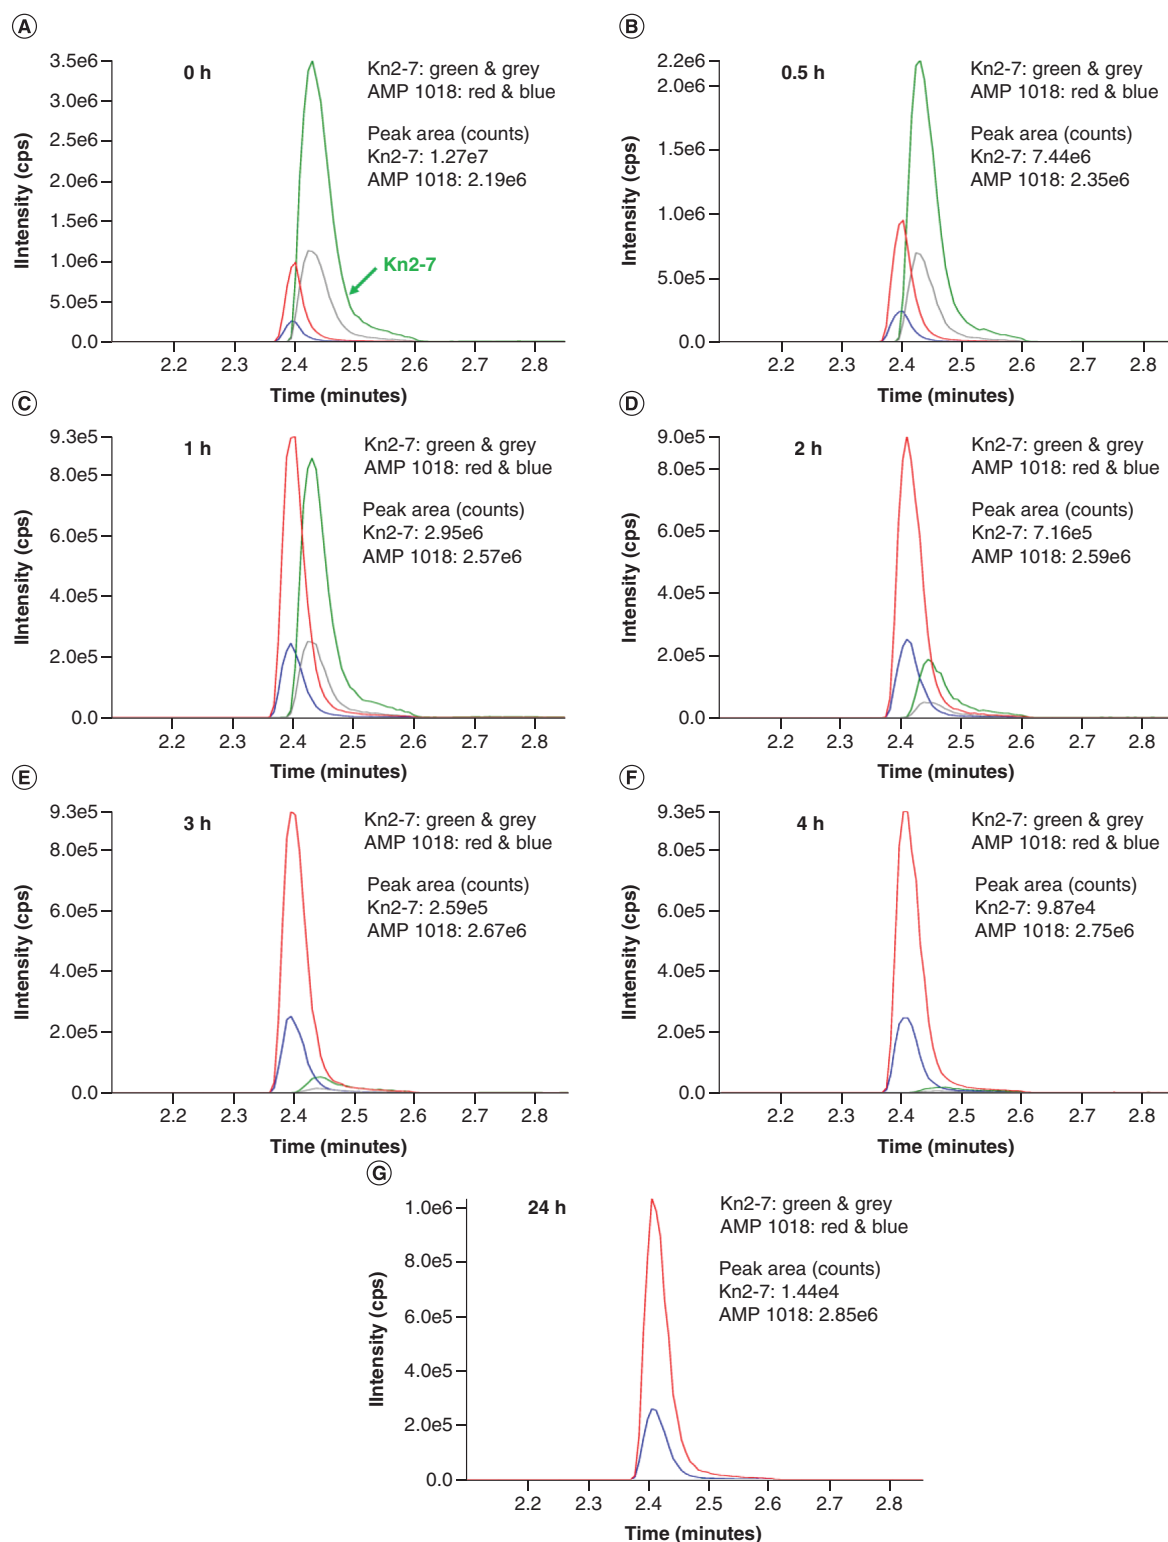 A
0 h
Kn2-7: green & grey
AMP 1018: red & blue
Peak area (counts)
Kn2-7: 1.27e7
AMP 1018: 2.19e6
Kn2-7
IIntensity (cps)
3.5e6
3.0e6
2.5e6
2.0e6
1.5e6
1.0e6
5.0e5
0.0
2.2 2.3 2.4 2.5 2.6 2.7 2.8
Time (minutes)
B
0.5 h
Kn2-7: green & grey
AMP 1018: red & blue
Peak area (counts)
Kn2-7: 7.44e6
AMP 1018: 2.35e6
Intensity (cps)
2.2e6
2.0e6
1.5e6
1.0e6
5.0e5
0.0
2.2 2.3 2.4 2.5 2.6 2.7 2.8
Time (minutes)
C
1 h
Kn2-7: green & grey
AMP 1018: red & blue
Peak area (counts)
Kn2-7: 2.95e6
AMP 1018: 2.57e6
IIntensity (cps)
9.3e5
8.0e5
6.0e5
4.0e5
2.0e5
0.0
2.2 2.3 2.4 2.5 2.6 2.7 2.8
Time (minutes)
D
2 h
Kn2-7: green & grey
AMP 1018: red & blue
Peak area (counts)
Kn2-7: 7.16e5
AMP 1018: 2.59e6
Intensity (cps)
9.0e5
8.0e5
6.0e5
4.0e5
2.0e5
0.0
2.2 2.3 2.4 2.5 2.6 2.7 2.8
Time (minutes)
E
3 h
Kn2-7: green & grey
AMP 1018: red & blue
Peak area (counts)
Kn2-7: 2.59e5
AMP 1018: 2.67e6
IIntensity (cps)
9.3e5
8.0e5
6.0e5
4.0e5
2.0e5
0.0
2.2 2.3 2.4 2.5 2.6 2.7 2.8
Time (minutes)
F
4 h
Kn2-7: green & grey
AMP 1018: red & blue
Peak area (counts)
Kn2-7: 9.87e4
AMP 1018: 2.75e6
IIntensity (cps)
9.3e5
8.0e5
6.0e5
4.0e5
2.0e5
0.0
2.2 2.3 2.4 2.5 2.6 2.7 2.8
Time (minutes)
G
24 h
Kn2-7: green & grey
AMP 1018: red & blue
Peak area (counts)
Kn2-7: 1.44e4
AMP 1018: 2.85e6
IIntensity (cps)
1.0e6
8.0e5
6.0e5
4.0e5
2.0e5
0.0
2.2 2.3 2.4 2.5 2.6 2.7 2.8
Time (minutes)